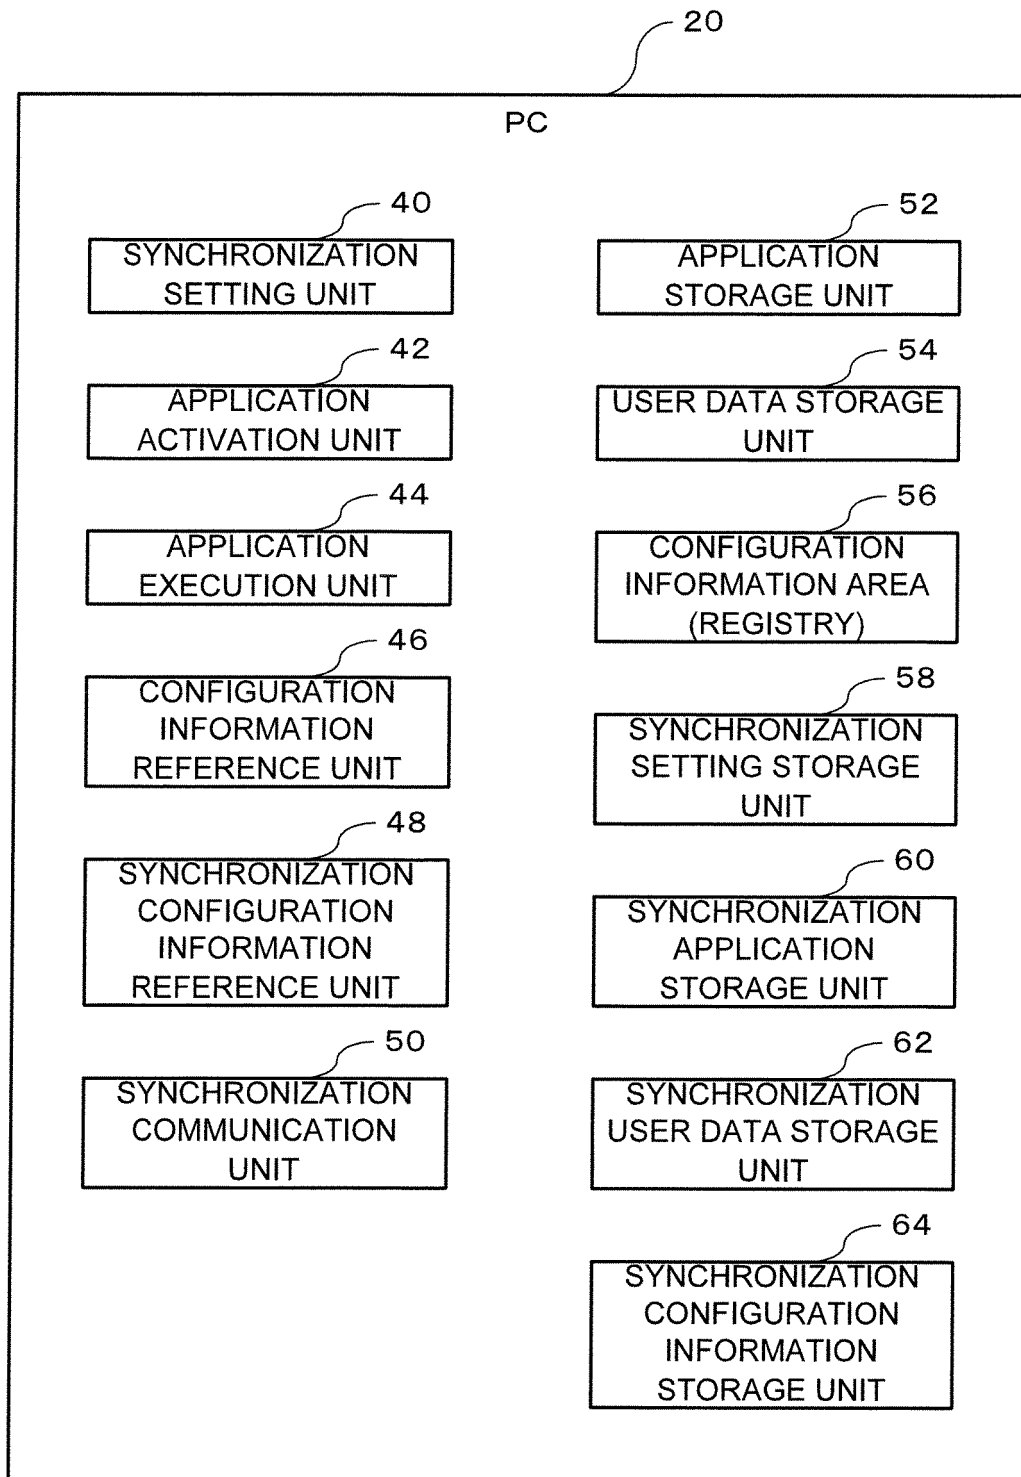 20
PC
40
SYNCHRONIZATION
SETTING UNIT
42
APPLICATION
ACTIVATION UNIT
44
APPLICATION
EXECUTION UNIT
46
CONFIGURATION
INFORMATION
REFERENCE UNIT
48
SYNCHRONIZATION
CONFIGURATION
INFORMATION
REFERENCE UNIT
50
SYNCHRONIZATION
COMMUNICATION
UNIT
52
APPLICATION
STORAGE UNIT
54
USER DATA STORAGE
UNIT
56
CONFIGURATION
INFORMATION AREA
(REGISTRY)
58
SYNCHRONIZATION
SETTING STORAGE
UNIT
60
SYNCHRONIZATION
APPLICATION
STORAGE UNIT
62
SYNCHRONIZATION
USER DATA STORAGE
UNIT
64
SYNCHRONIZATION
CONFIGURATION
INFORMATION
STORAGE UNIT